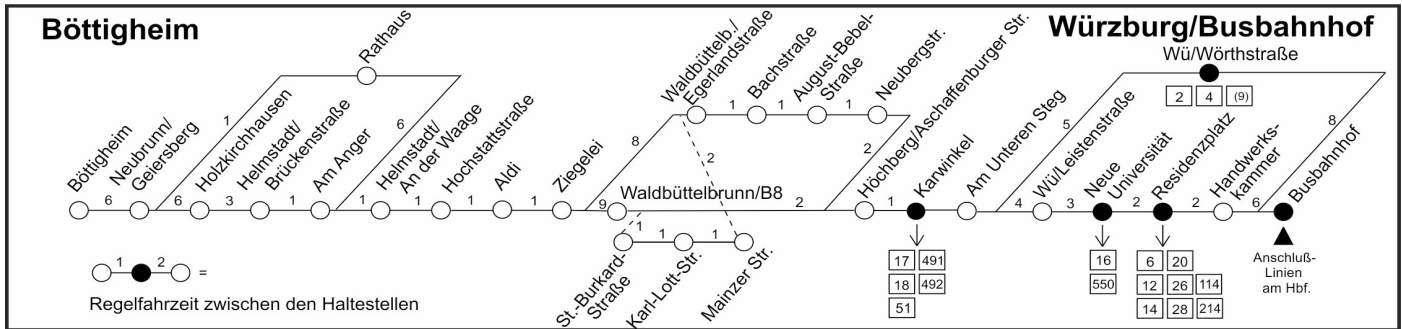 Böttigheim
Würzburg/Busbahnhof
Rathaus
Waldbüttelb./
Egerlandstraße
Bachstraße
August-Bebel-
Straße
Neubergstr.
Wü/Wörthstraße
2 4 (9)
1
6
8
1 1 1
2
2
5
8
Böttigheim
Neubrunn/
Geiersberg
Holzkirchhausen
Helmstadt/
Brückenstraße
Am Anger
Helmstadt/
An der Waage
Hochstattstraße
Aldi
Ziegelei
Waldbüttelbrunn/B8
Höchberg/Aschaffenburger Str.
Karwinkel
Am Unteren Steg
Wü/Leistenstraße
Neue
Universität
Residenzplatz
Handwerks-
kammer
Busbahnhof
6 6 3 1 1 1 1 1 9 2 1 4 3 2 2 6
1 1 1
St.-Burkard-
Straße
Karl-Lott-Str.
Mainzer Str.
17 491
18 492
51
16
550
6 20
12 26 114
14 28 214
Anschluß-
Linien
am Hbf.
1 2 =
Regelfahrzeit zwischen den Haltestellen